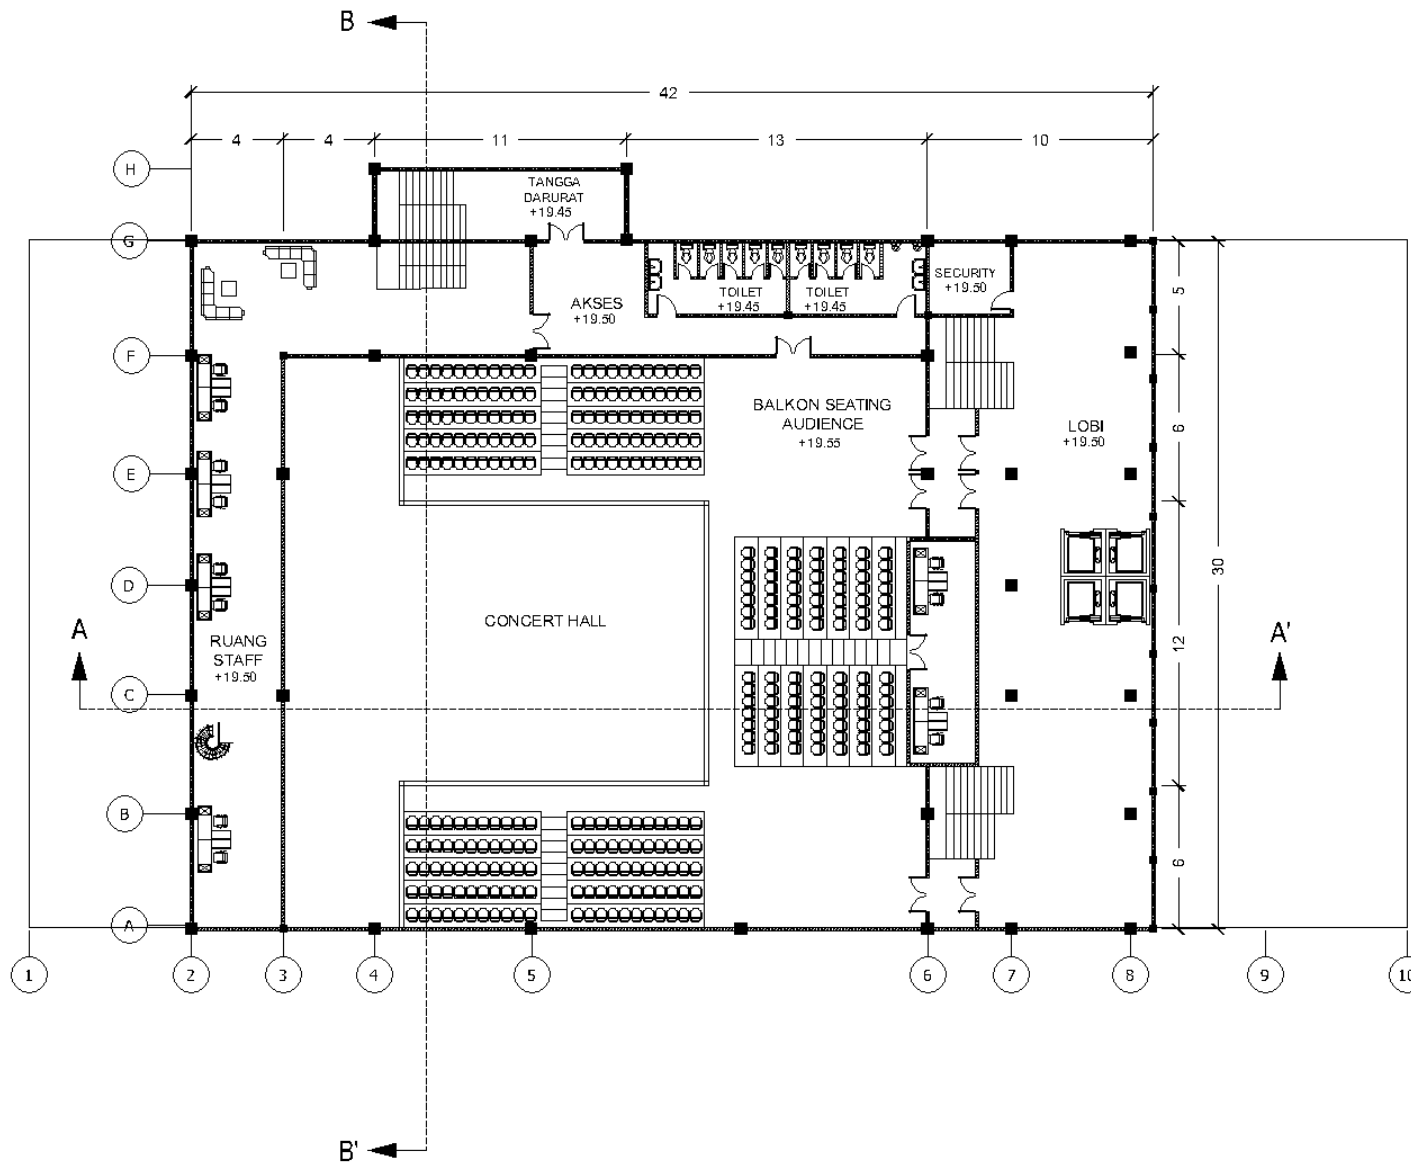 B
42
4
4
11
13
10
H
TANGGA
DARURAT
+19.45
G
SECURITY
+19.50
TOILET
+19.45
TOILET
+19.45
5
AKSES
+19.50
F
BALKON SEATING
AUDIENCE
+19.55
LOBI
+19.50
6
E
30
D
CONCERT HALL
A
A'
RUANG
STAFF
+19.50
12
C
B
6
A
1
2
3
4
5
6
7
8
9
10
B'